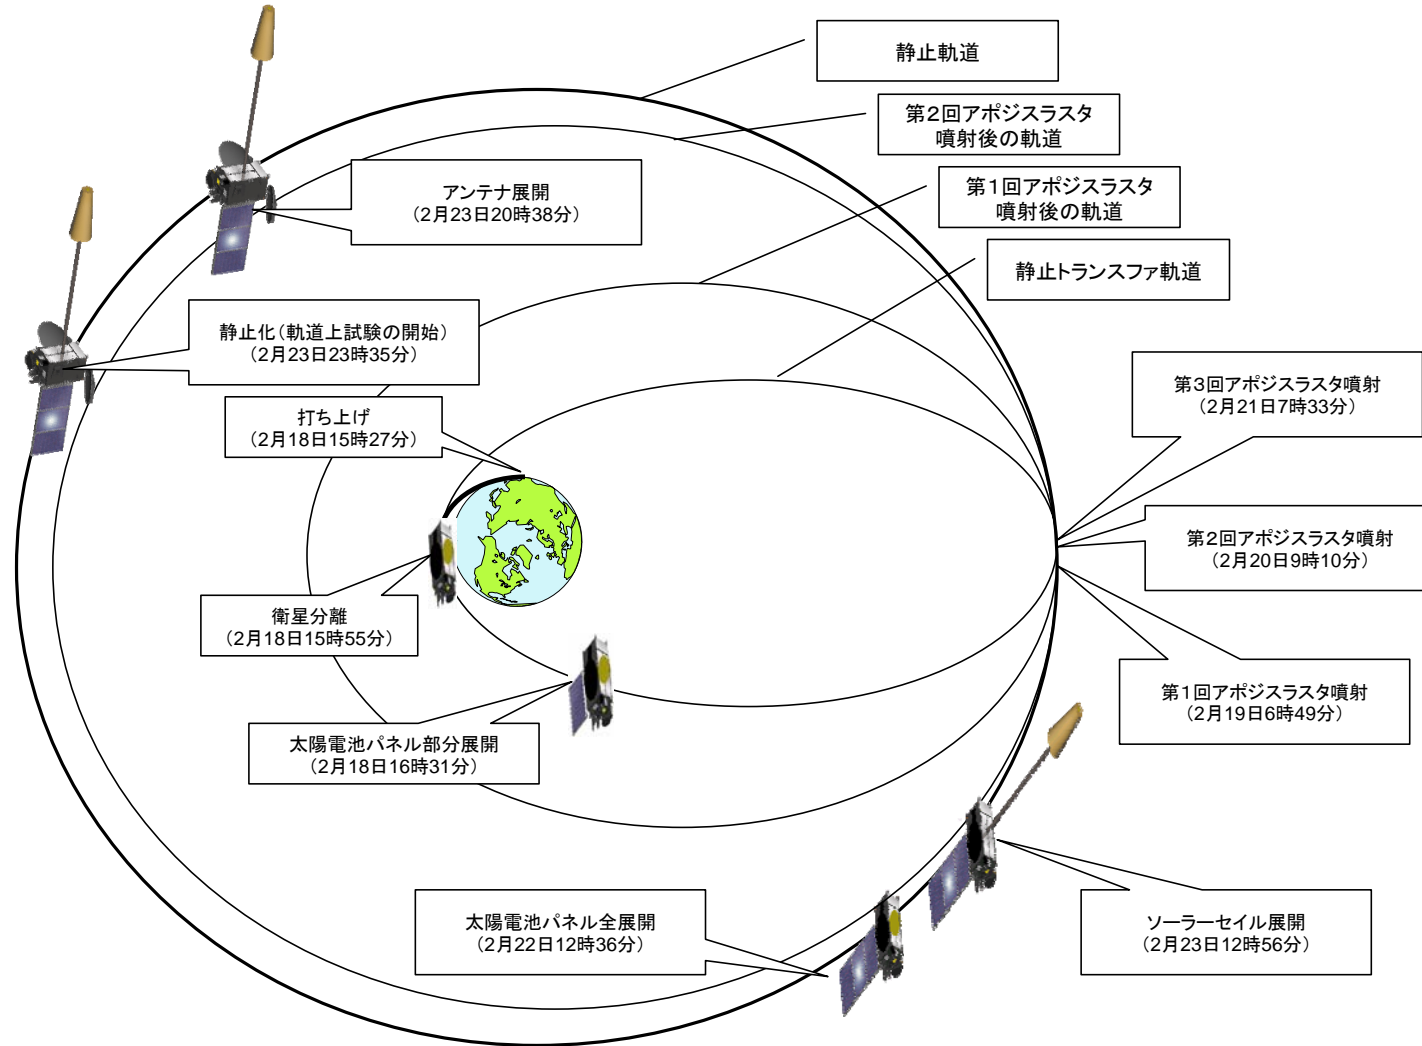 静止軌道
第2回アポジスラスタ
噴射後の軌道
第1回アポジスラスタ
噴射後の軌道
静止トランスファ軌道
アンテナ展開
（2月23日20時38分）
静止化（軌道上試験の開始）
（2月23日23時35分）
打ち上げ
（2月18日15時27分）
第3回アポジスラスタ噴射
（2月21日7時33分）
第2回アポジスラスタ噴射
（2月20日9時10分）
衛星分離
（2月18日15時55分）
第1回アポジスラスタ噴射
（2月19日6時49分）
太陽電池パネル部分展開
（2月18日16時31分）
太陽電池パネル全展開
（2月22日12時36分）
ソーラーセイル展開
（2月23日12時56分）